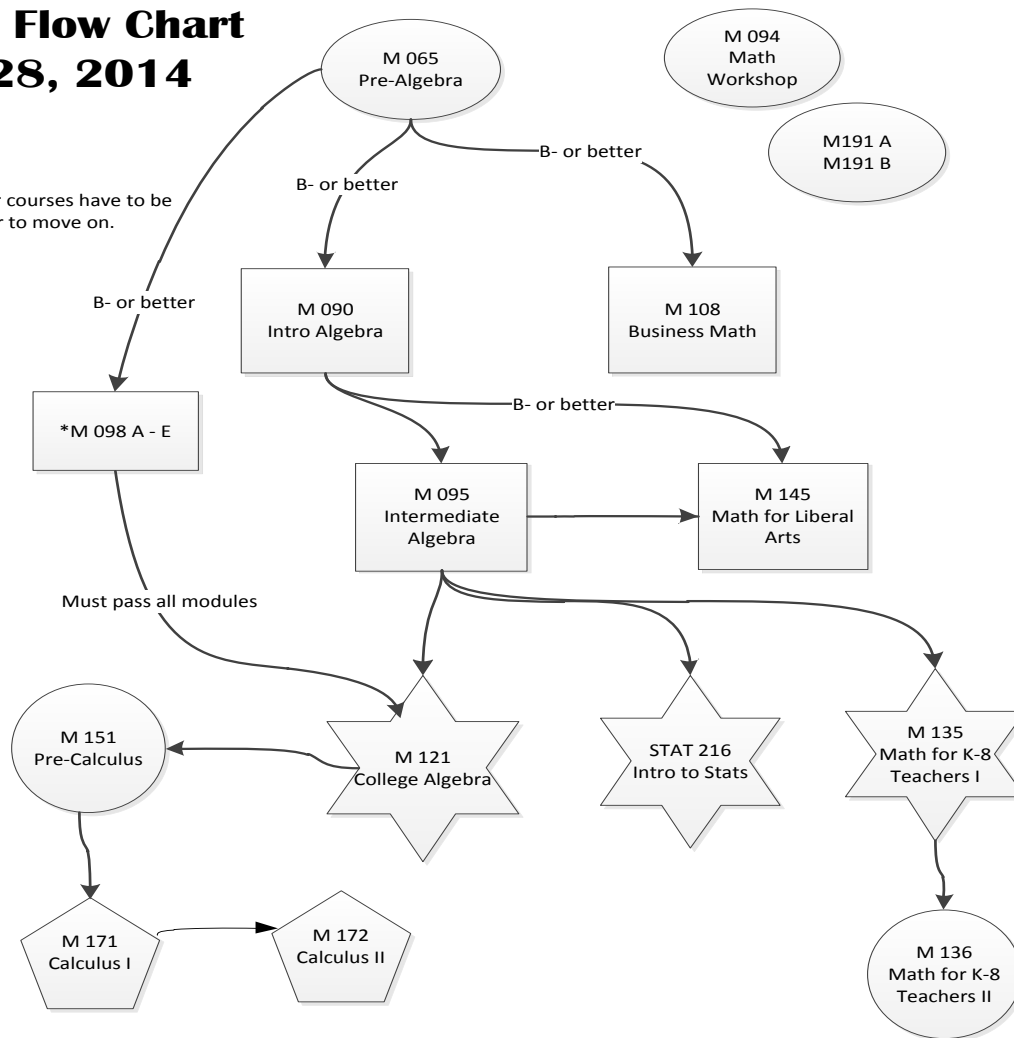 Flow Chart
28, 2014
M 065
Pre-Algebra
M 094
Math
Workshop
M191 A
M191 B
B- or better
B- or better
courses have to be
to move on.
B- or better
M 090
Intro Algebra
M 108
Business Math
*M 098 A - E
B- or better
M 095
Intermediate
Algebra
M 145
Math for Liberal
Arts
Must pass all modules
M 151
Pre-Calculus
M 121
College Algebra
STAT 216
Intro to Stats
M 135
Math for K-8
Teachers I
M 171
Calculus I
M 172
Calculus II
M 136
Math for K-8
Teachers II